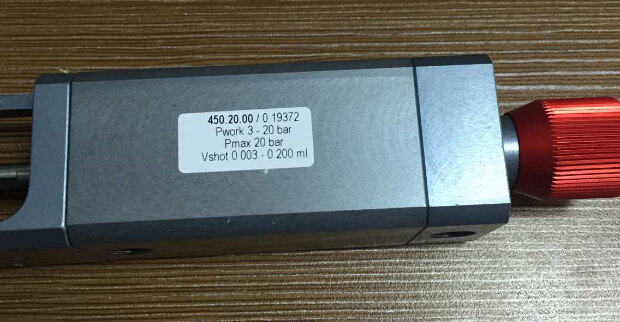 450.20.00 / 0.19372
Pwork 3 - 20 bar
Pmax 20 bar
Vshot 0 003 - 0.200 ml